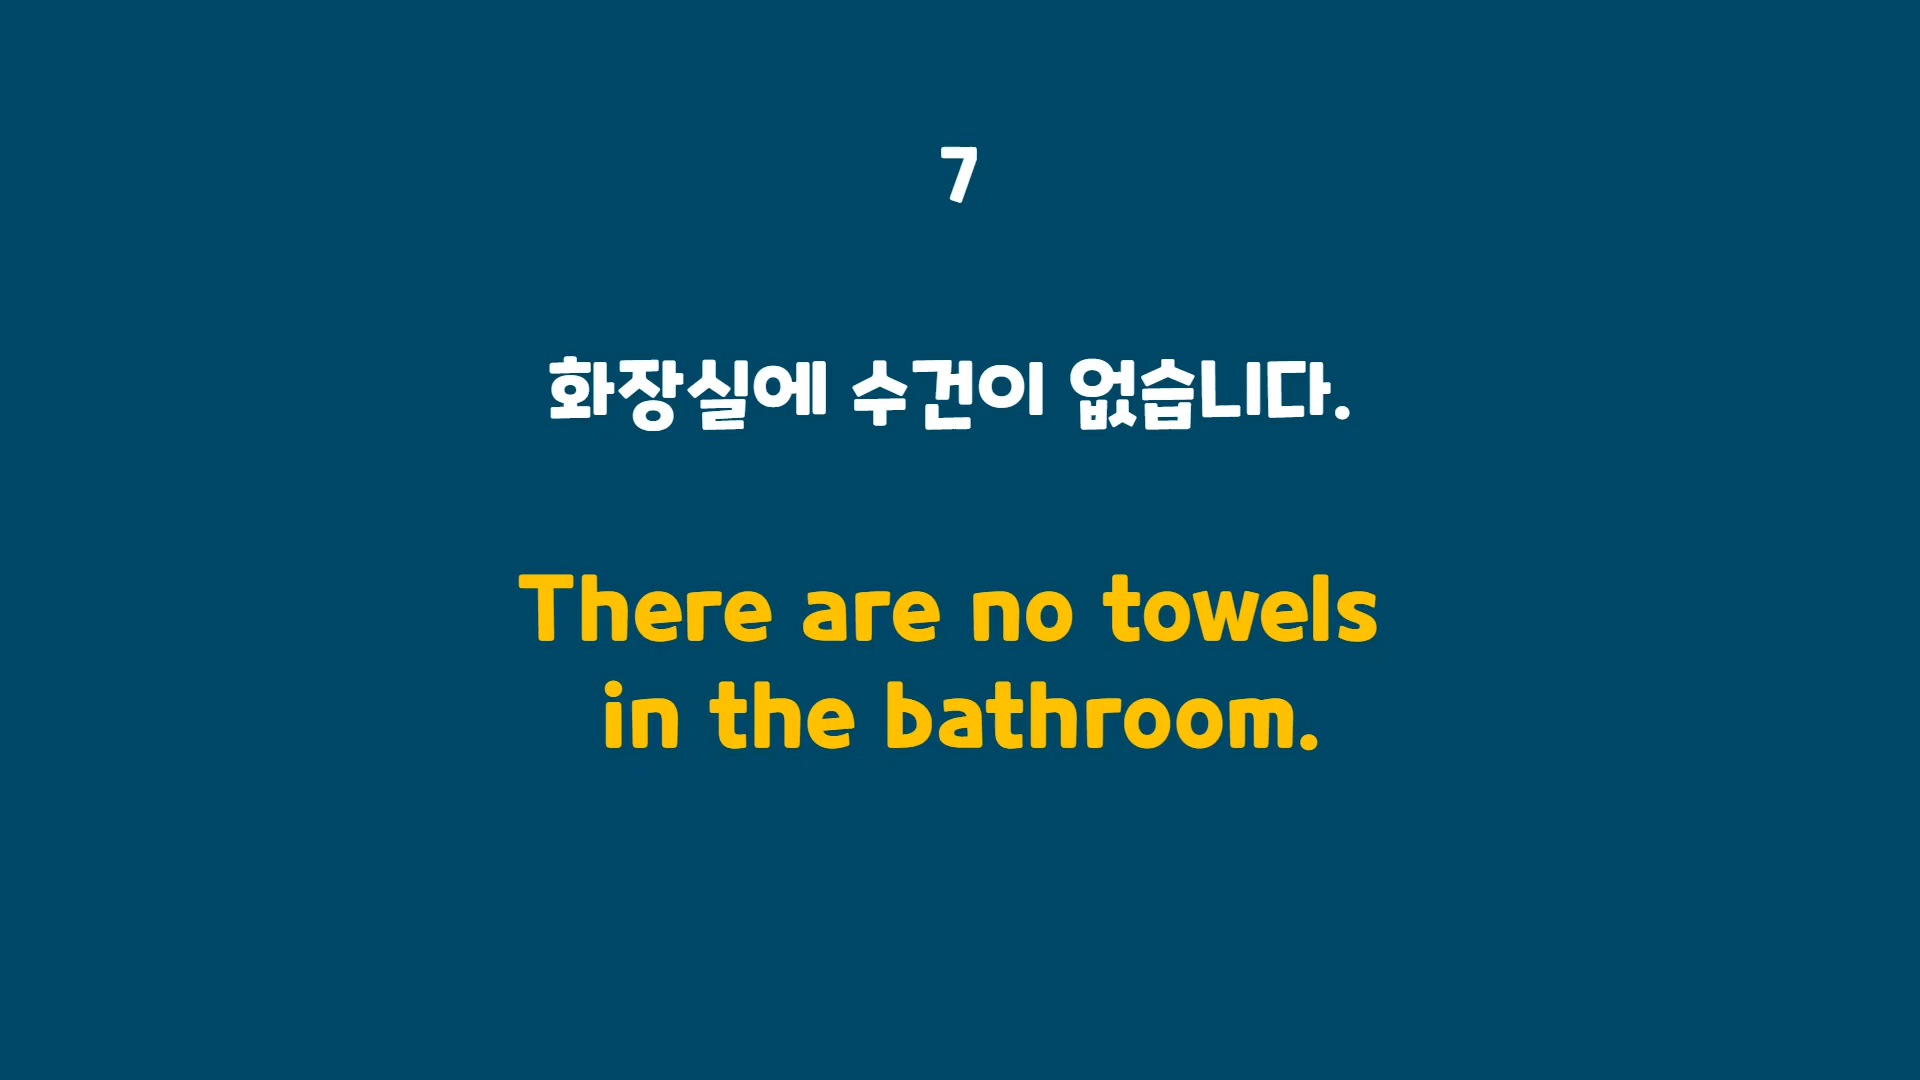 7
화장실에 수건이 없습니다.
There are no towels
in the bathroom.